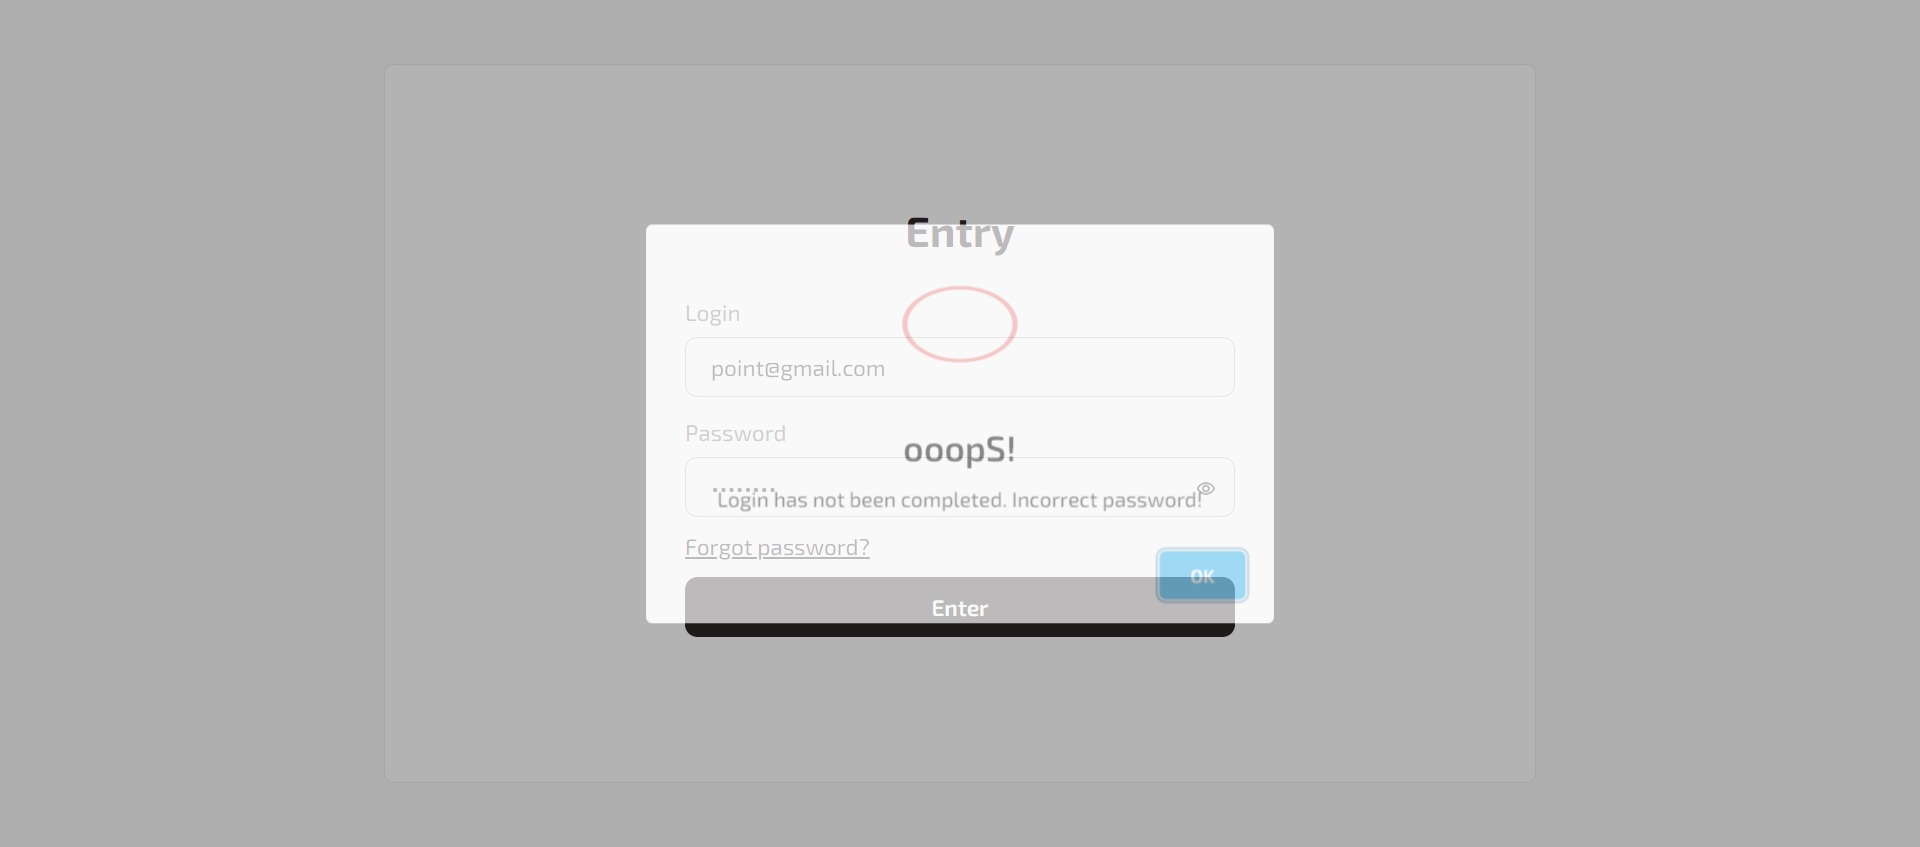 Entry
Login
point@gmail.com
Password
ooopS!
•••••••••
Login has not been completed. Incorrect password!
Forgot password?
OK
Enter